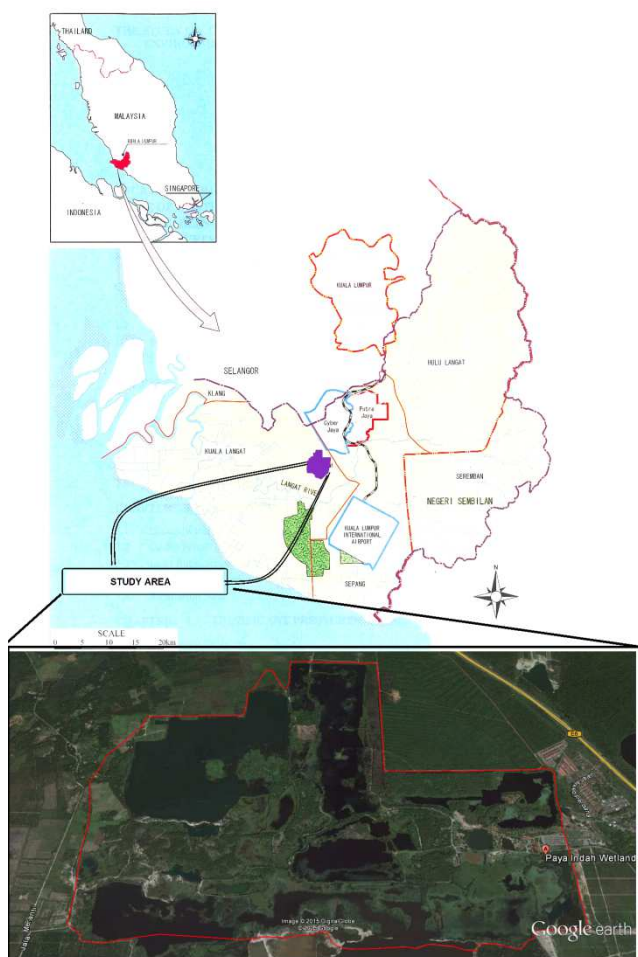 THAILAND
MALAYSIA
KUALA LUMPUR
SINGAPORE
INDONESIA
KUALA LUMPUR
HULU LANGAT
SELANGOR
KLANG
Cyber
Jaya
Putra
Jaya
KUALA LANGAT
SEREMBAN
LANGAT RIVER
NEGERI SEMBILAN
KUALA LUMPUR
INTERNATIONAL
AIRPORT
STUDY AREA
SEPANG
N
SCALE
0 5 10 15 20km
Paya Indah Wetland
Image © 2015 DigitalGlobe
Google earth